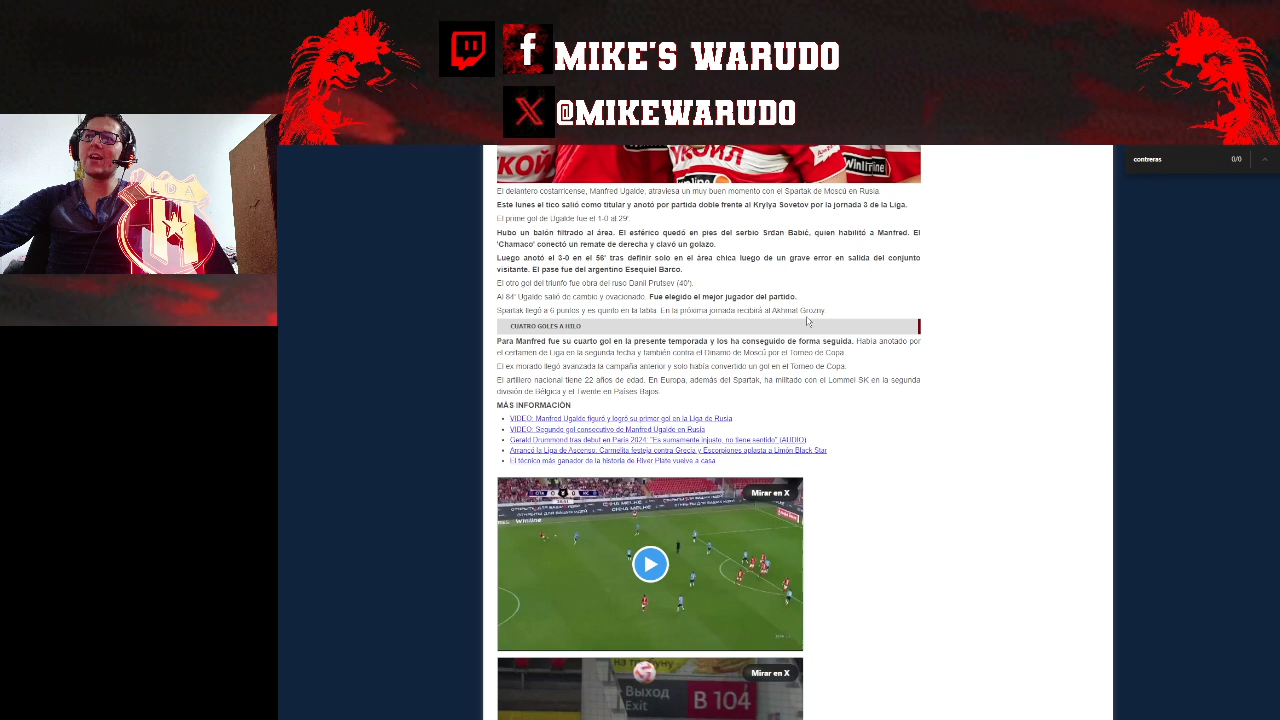 MIKE'S WARUDO
@MIKEWARUDO
contreras 0/0
LDA
УКОЙЛ
WINLINE
El delantero costarricense, Manfred Ugalde, atraviesa un muy buen momento con el Spartak de Moscú en Rusia.
Este lunes el tico salió como titular y anotó por partida doble frente al Krylya Sovetov por la jornada 3 de la Liga.
El prime gol de Ugalde fue el 1-0 al 29'.
Hubo un balón filtrado al área. El esférico quedó en pies del serbio Srdan Babić, quien habilitó a Manfred. El
'Chamaco' conectó un remate de derecha y clavó un golazo.
Luego anotó el 3-0 en el 56' tras definir solo en el área chica luego de un grave error en salida del conjunto
visitante. El pase fue del argentino Esequiel Barco.
El otro gol del triunfo fue obra del ruso Danil Prutsev (40').
Al 84' Ugalde salió de cambio y ovacionado. Fue elegido el mejor jugador del partido.
Spartak llegó a 6 puntos y es quinto en la tabla. En la próxima jornada recibirá al Akhmat Grozny.
CUATRO GOLES A HILO
Para Manfred fue su cuarto gol en la presente temporada y los ha conseguido de forma seguida. Había anotado por
el certamen de Liga en la segunda fecha y también contra el Dinamo de Moscú por el Torneo de Copa.
El ex morado llegó avanzada la campaña anterior y solo había convertido un gol en el Torneo de Copa.
El artillero nacional tiene 22 años de edad. En Europa, además del Spartak, ha militado con el Lommel SK en la segunda
división de Bélgica y el Twente en Países Bajos.
MÁS INFORMACIÓN
VIDEO: Manfred Ugalde figuró y logró su primer gol en la Liga de Rusia
VIDEO: Segundo gol consecutivo de Manfred Ugalde en Rusia
Gerald Drummond tras debut en París 2024: "Es sumamente injusto, no tiene sentido" (AUDIO)
Arrancó la Liga de Ascenso: Carmelita festeja contra Grecia y Escorpiones aplasta a Limón Black Star
El técnico más ganador de la historia de River Plate vuelve a casa
Mirar en X
Winline
Mirar en X
Выход
Exit
B 104